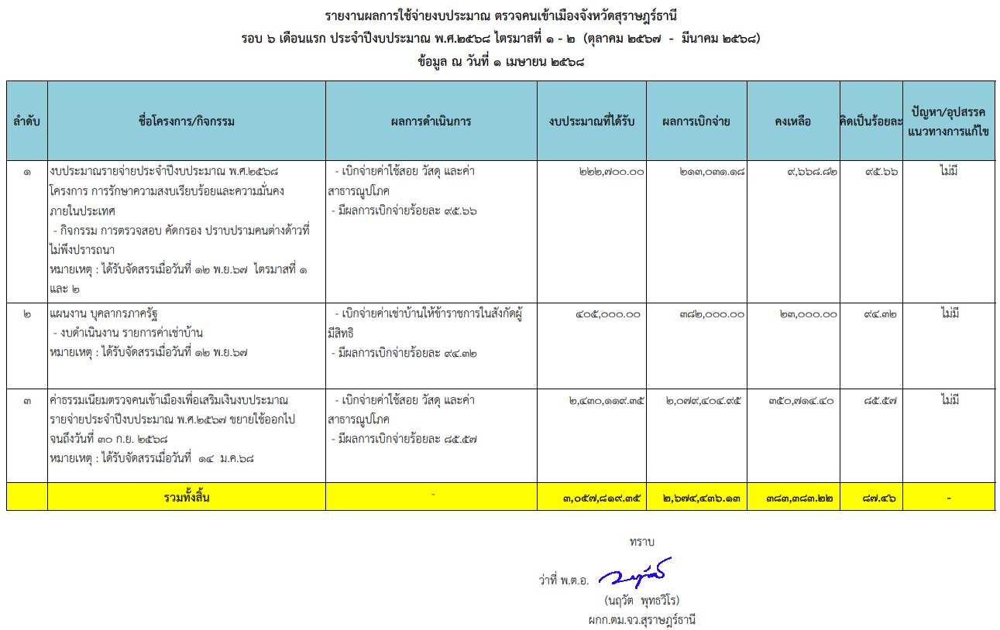 รายงานผลการใช้จ่ายงบประมาณ ตรวจคนเข้าเมืองจังหวัดสุราษฎร์ธานี
รอบ ๖ เดือนแรก ประจำปีงบประมาณ พ.ศ.๒๕๖๘ ไตรมาสที่ ๑ - ๒ (ตุลาคม ๒๕๖๗ - มีนาคม ๒๕๖๘)
ข้อมูล ณ วันที่ ๑ เมษายน ๒๕๖๘
ลำดับ
ชื่อโครงการ/กิจกรรม
ผลการดำเนินการ
งบประมาณที่ได้รับ
ผลการเบิกจ่าย
คงเหลือ
คิดเป็นร้อยละ
ปัญหา/อุปสรรค
แนวทางการแก้ไข
๑
งบประมาณรายจ่ายประจำปีงบประมาณ พ.ศ.๒๕๖๘
โครงการ การรักษาความสงบเรียบร้อยและความมั่นคง
ภายในประเทศ
- กิจกรรม การตรวจสอบ คัดกรอง ปราบปรามคนต่างด้าวที่
ไม่พึงปรารถนา
หมายเหตุ : ได้รับจัดสรรเมื่อวันที่ ๑๒ พ.ย.๖๗ ไตรมาสที่ ๑
และ ๒
- เบิกจ่ายค่าใช้สอย วัสดุ และค่า
สาธารณูปโภค
- มีผลการเบิกจ่ายร้อยละ ๙๕.๖๖
๒๒๒,๗๐๐.๐๐
๒๑๓,๐๓๑.๑๘
๙,๖๖๘.๘๒
๙๕.๖๖
ไม่มี
๒
แผนงาน บุคลากรภาครัฐ
- งบดำเนินงาน รายการค่าเช่าบ้าน
หมายเหตุ : ได้รับจัดสรรเมื่อวันที่ ๑๒ พ.ย.๖๗
- เบิกจ่ายค่าเช่าบ้านให้ข้าราชการในสังกัดผู้
มีสิทธิ
- มีผลการเบิกจ่ายร้อยละ ๙๔.๓๒
๔๐๕,๐๐๐.๐๐
๓๘๒,๐๐๐.๐๐
๒๓,๐๐๐.๐๐
๙๔.๓๒
ไม่มี
๓
ค่าธรรมเนียมตรวจคนเข้าเมืองเพื่อเสริมเงินงบประมาณ
รายจ่ายประจำปีงบประมาณ พ.ศ.๒๕๖๗ ขยายใช้ออกไป
จนถึงวันที่ ๓๐ ก.ย. ๒๕๖๘
หมายเหตุ : ได้รับจัดสรรเมื่อวันที่ ๑๔ ม.ค.๖๘
- เบิกจ่ายค่าใช้สอย วัสดุ และค่า
สาธารณูปโภค
- มีผลการเบิกจ่ายร้อยละ ๘๕.๕๗
๒,๔๓๐,๑๑๙.๓๕
๒,๐๗๙,๔๐๔.๙๕
๓๕๐,๗๑๔.๔๐
๘๕.๕๗
ไม่มี
รวมทั้งสิ้น
-
๓,๐๕๗,๘๑๙.๓๕
๒,๖๗๔,๔๓๖.๑๓
๓๘๓,๓๘๓.๒๒
๘๗.๔๖
-
ทราบ
ว่าที่ พ.ต.อ.
(นฤวัต พุทธวิโร)
ผกก.ตม.จว.สุราษฎร์ธานี